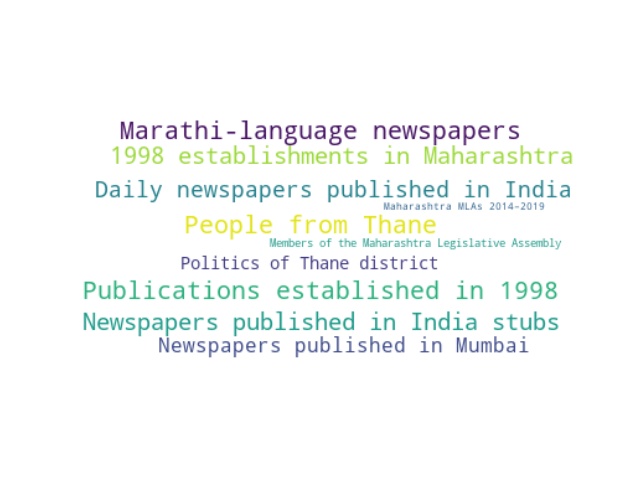 Marathi-language newspapers
1998 establishments in Maharashtra
Daily newspapers published in India
Maharashtra MLAs 2014–2019
People from Thane
Members of the Maharashtra Legislative Assembly
Politics of Thane district
Publications established in 1998
Newspapers published in India stubs
Newspapers published in Mumbai